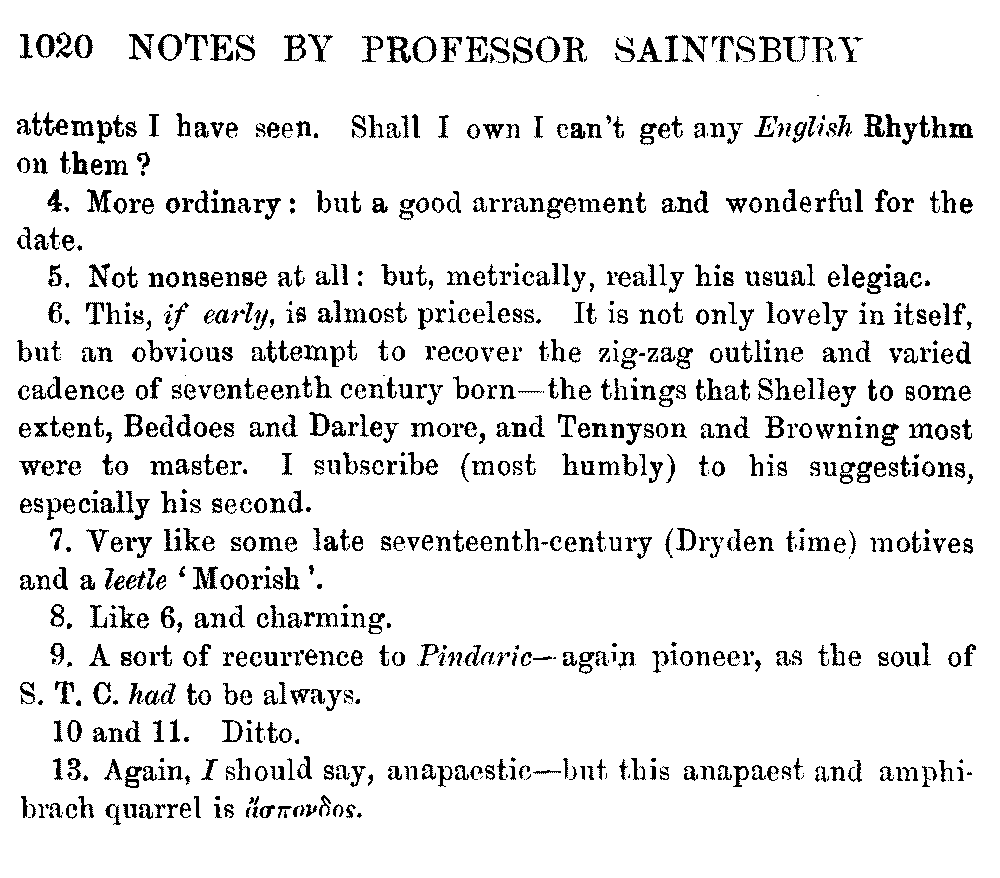 1020 NOTES BY PROFESSOR SAINTSBURY
attempts I have seen. Shall I own I can't get any English Rhythm
on them ?
4. More ordinary : but a good arrangement and wonderful for the
date.
5. Not nonsense at all : but, metrically, really his usual elegiac.
6. This, if early, is almost priceless. It is not only lovely in itself,
but an obvious attempt to recover the zig-zag outline and varied
cadence of seventeenth century born—the things that Shelley to some
extent, Beddoes and Darley more, and Tennyson and Browning most
were to master. I subscribe (most humbly) to his suggestions,
especially his second.
7. Very like some late seventeenth-century (Dryden time) motives
and a leetle ‘ Moorish ’.
8. Like 6, and charming.
9. A sort of recurrence to Pindaric—again pioneer, as the soul of
S. T. C. had to be always.
10 and 11. Ditto.
13. Again, I should say, anapaestic—but this anapaest and amphi-
brach quarrel is ἄσπονδος.